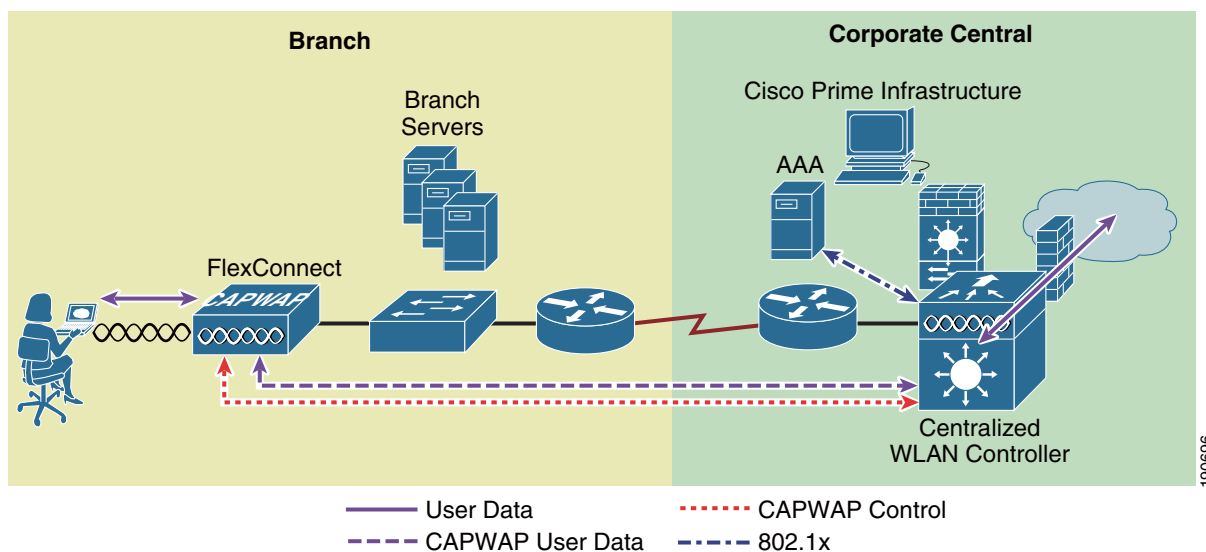 Branch
Corporate Central
Branch
Servers
Cisco Prime Infrastructure
AAA
FlexConnect
CAPWAP
Centralized
WLAN Controller
190696
User Data
CAPWAP Control
CAPWAP User Data
802.1x